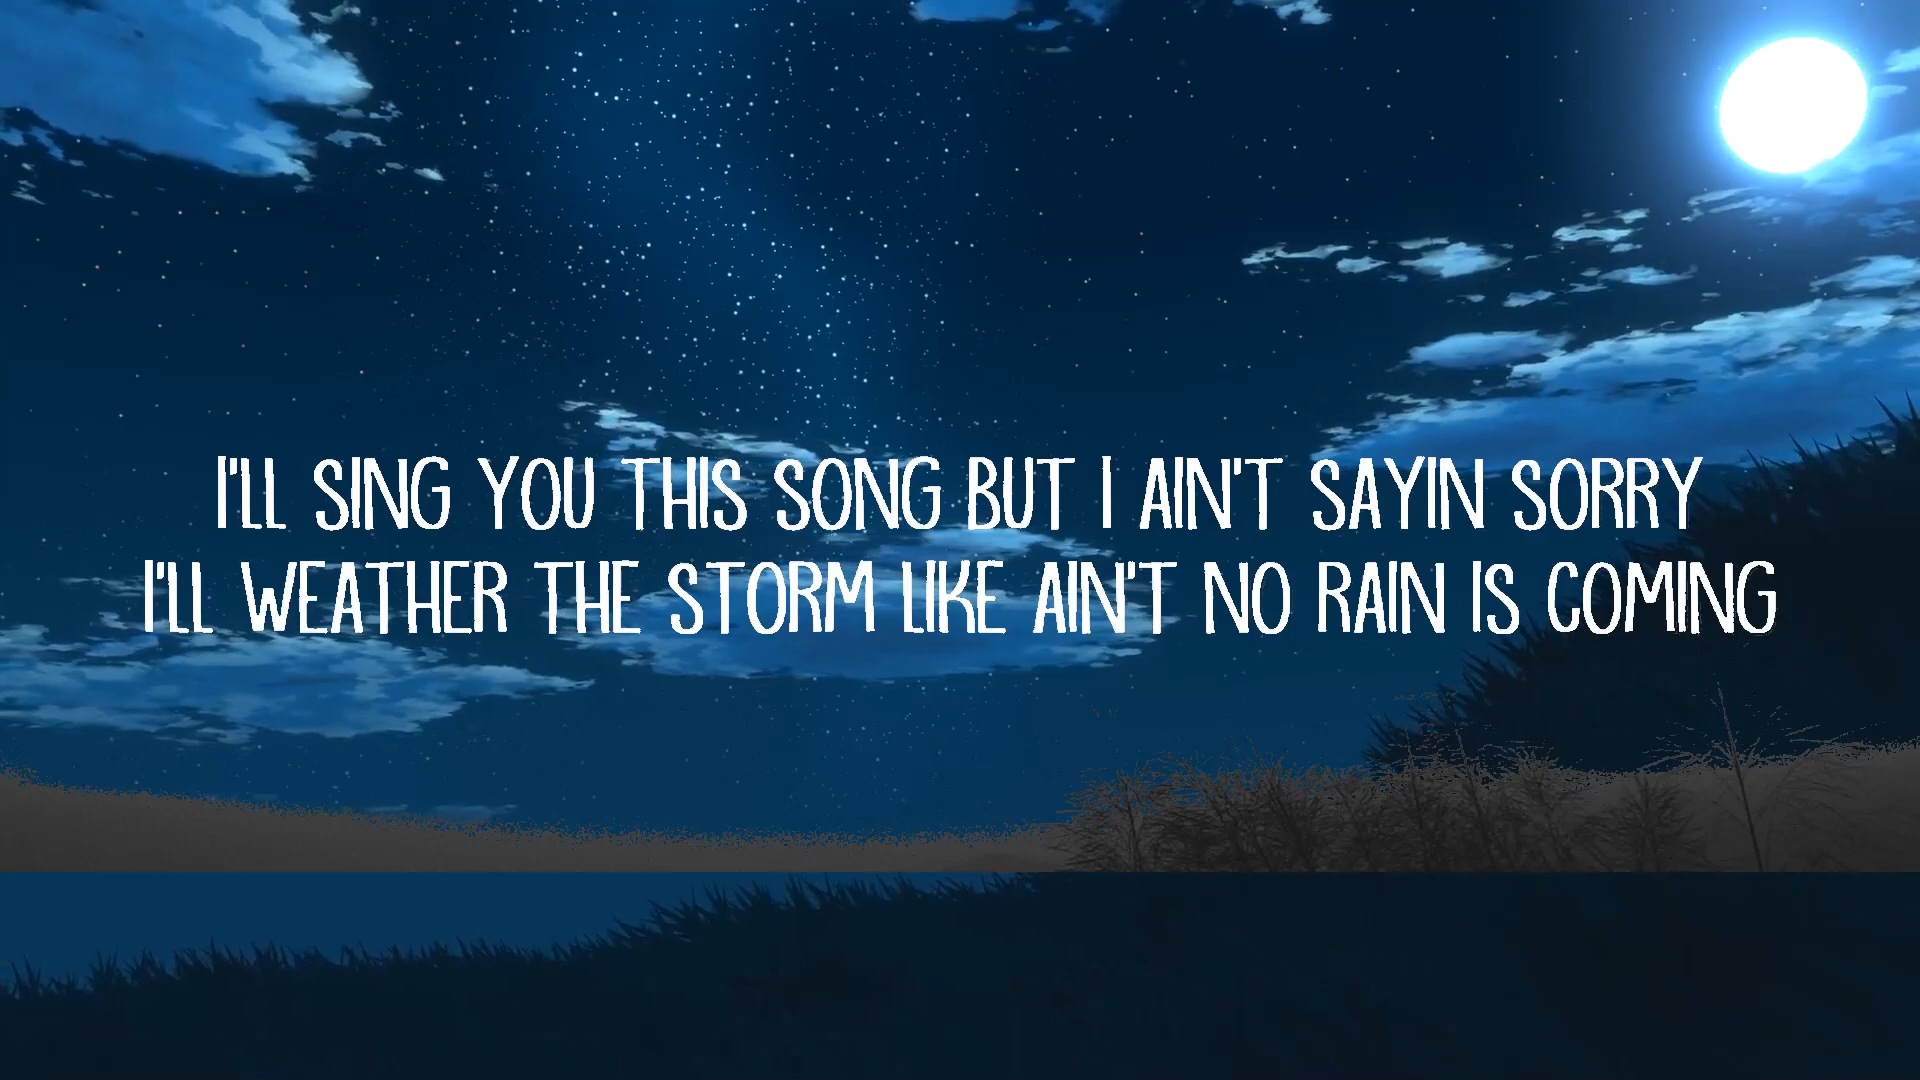 I'LL SING YOU THIS SONG BUT I AIN'T SAYIN SORRY
I'LL WEATHER THE STORM LIKE AIN'T NO RAIN IS COMING